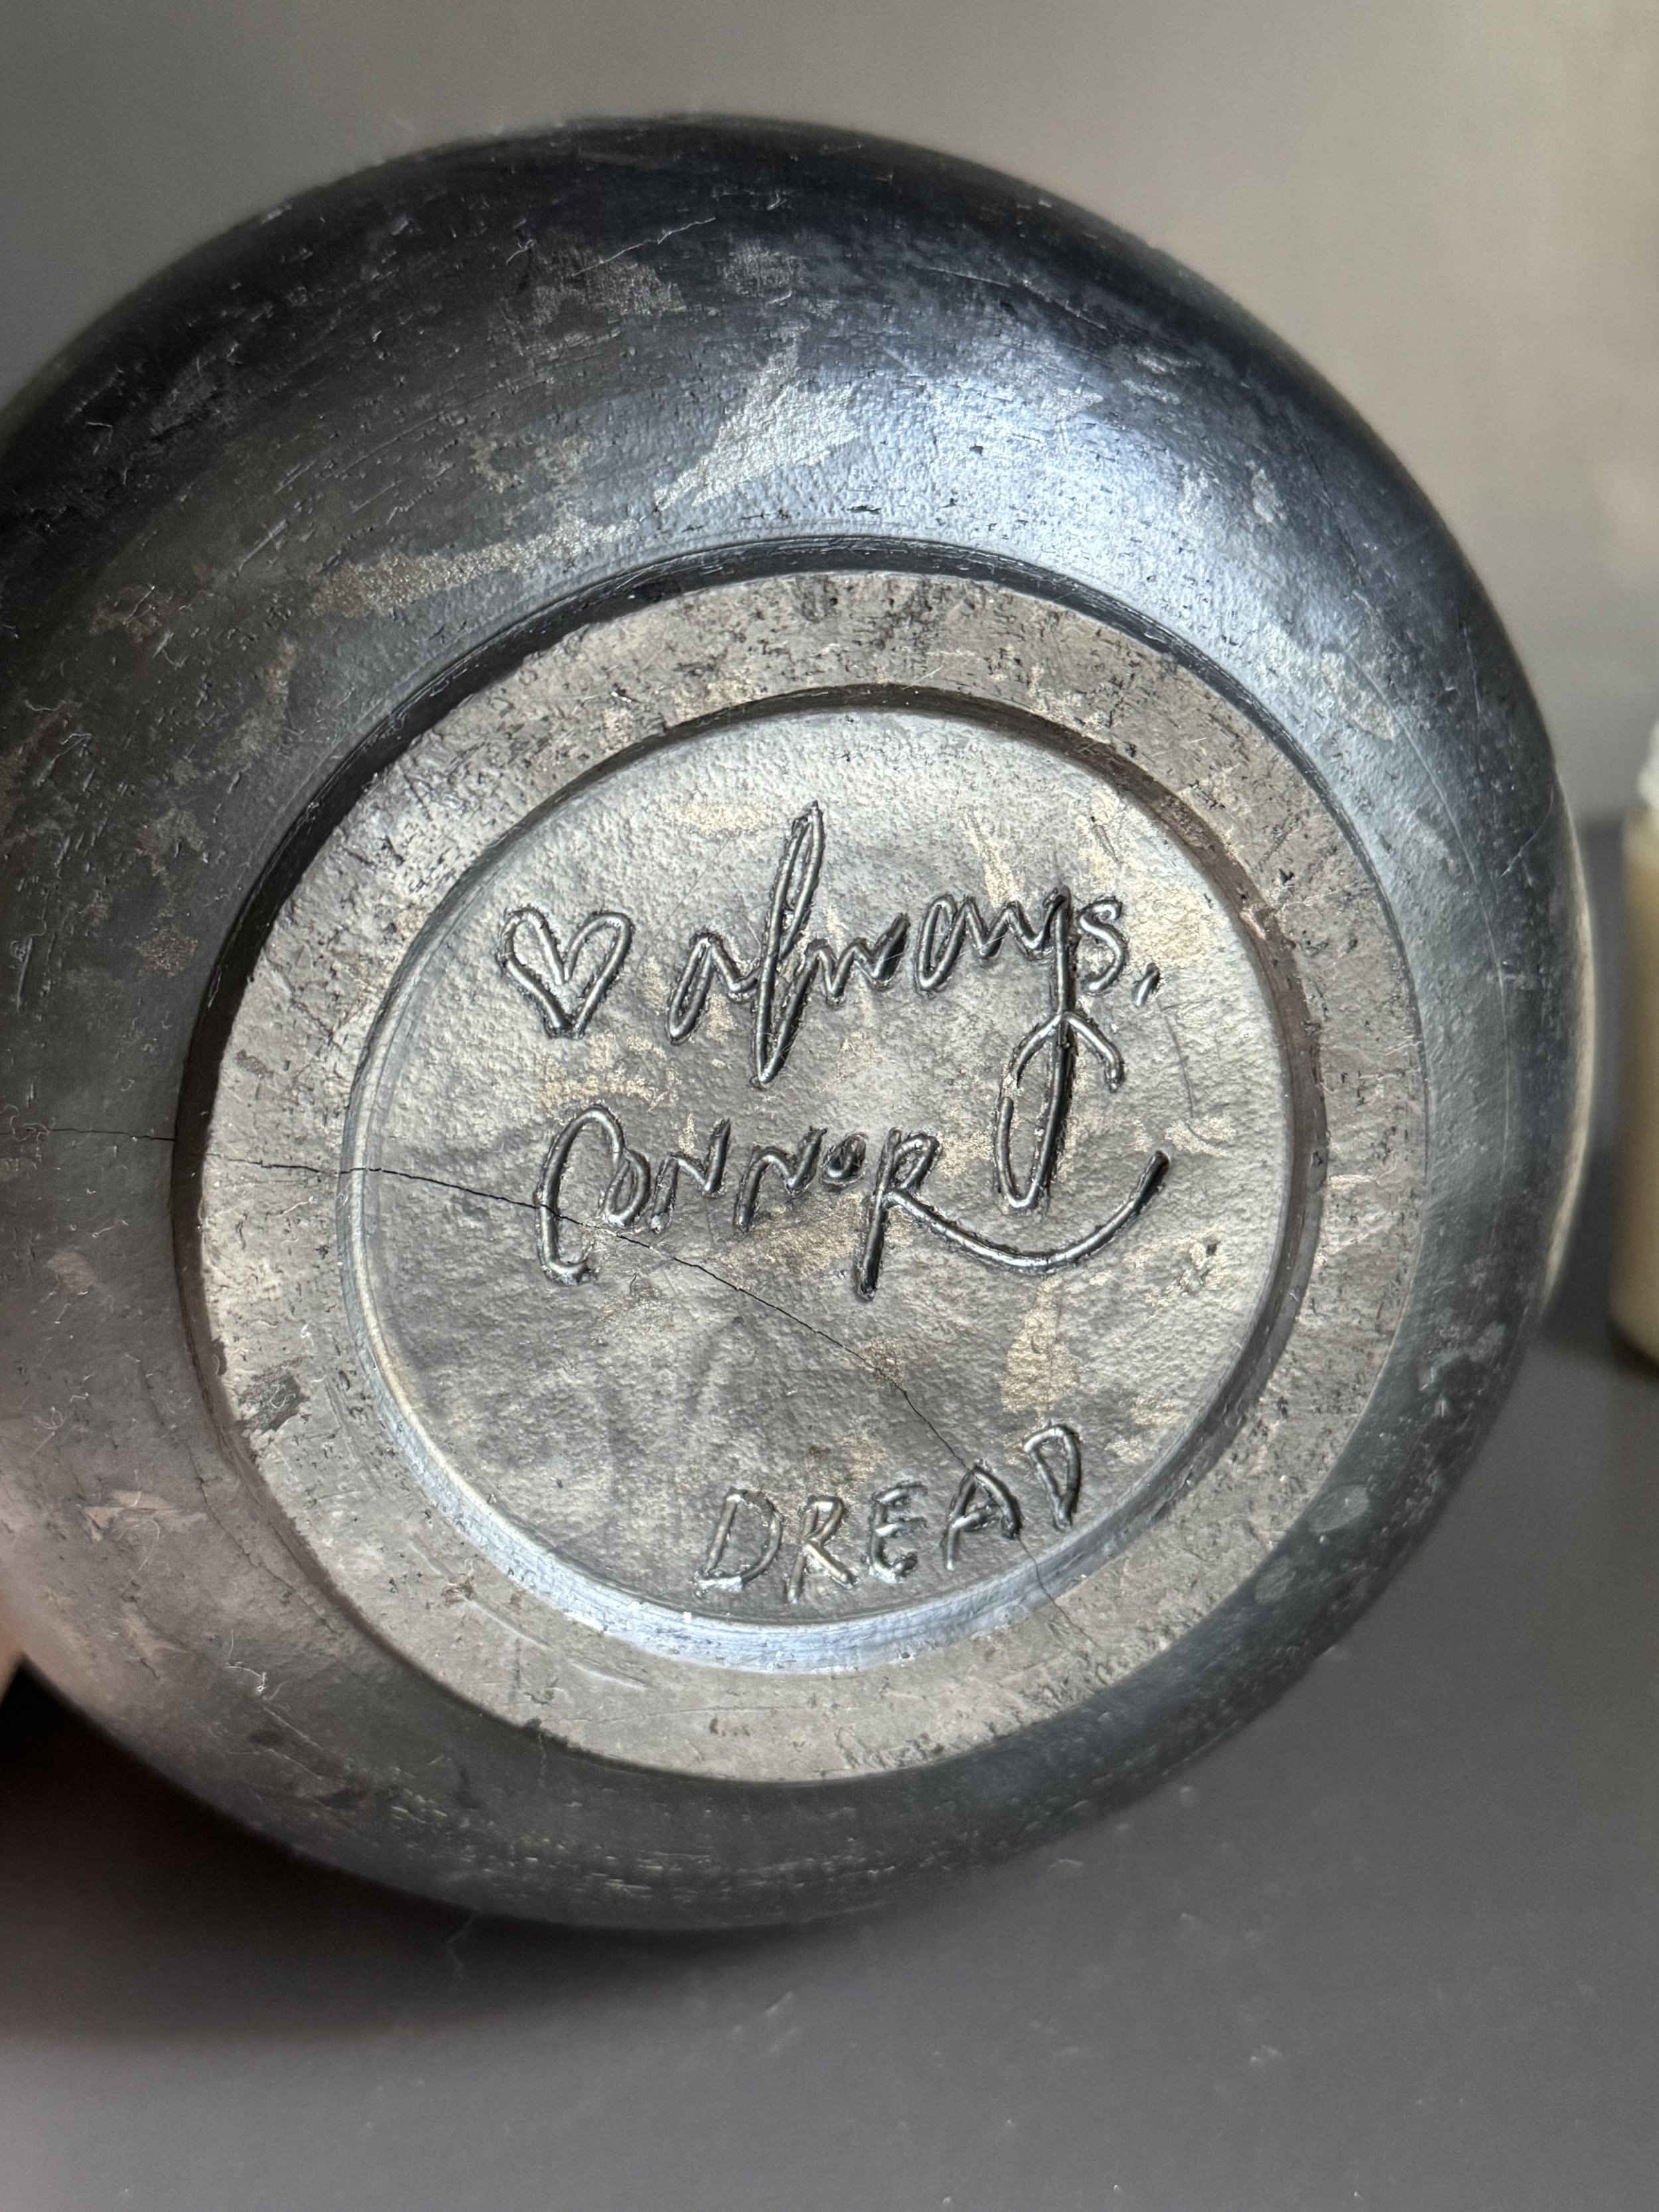 ♡ always,
CONNOR
DREAD